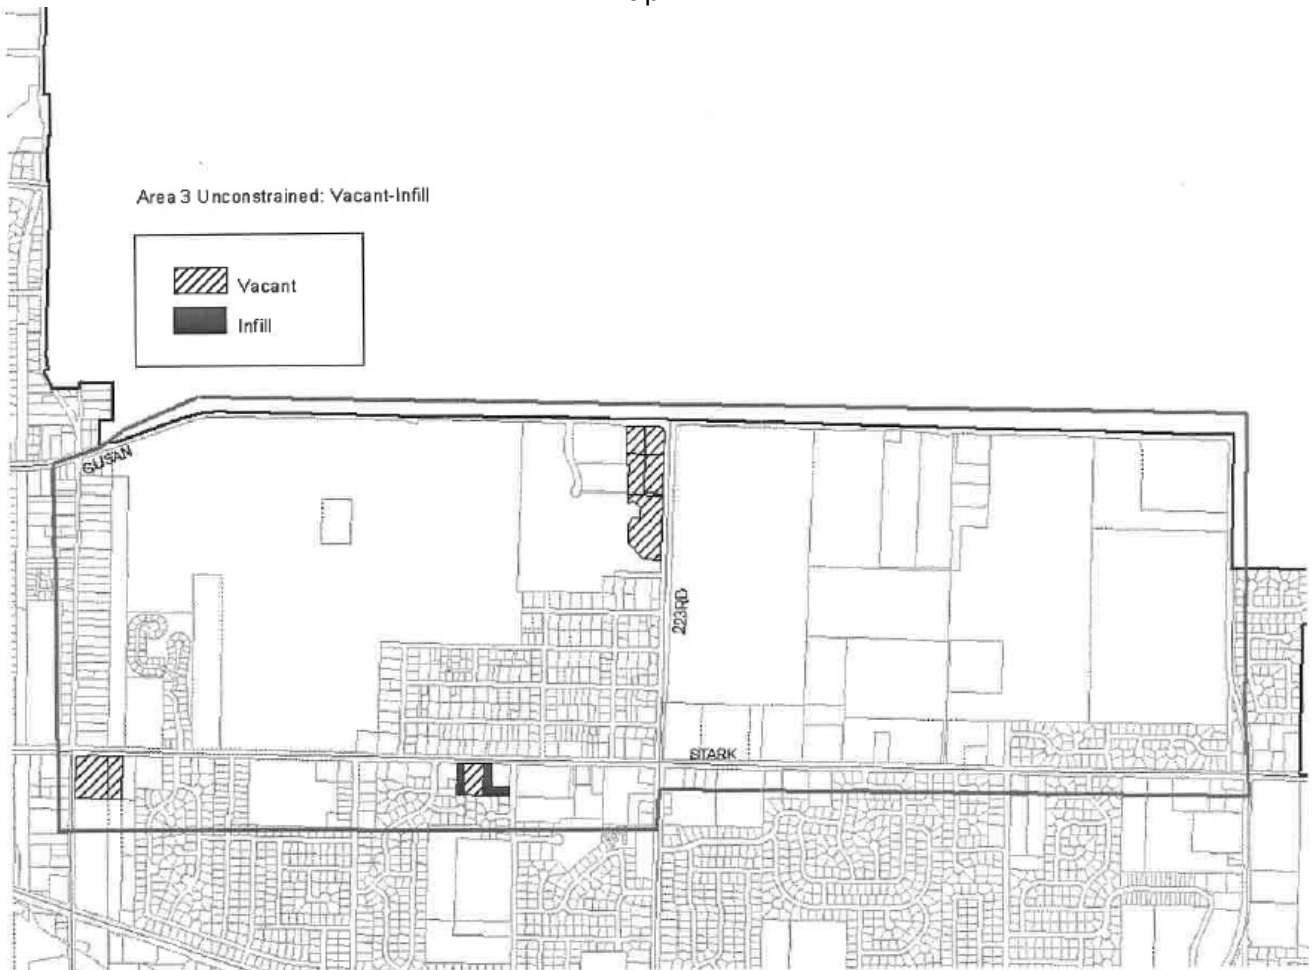 Area 3 Unconstrained: Vacant-Infill
Vacant
Infill
GLISAN
223RD
STARK